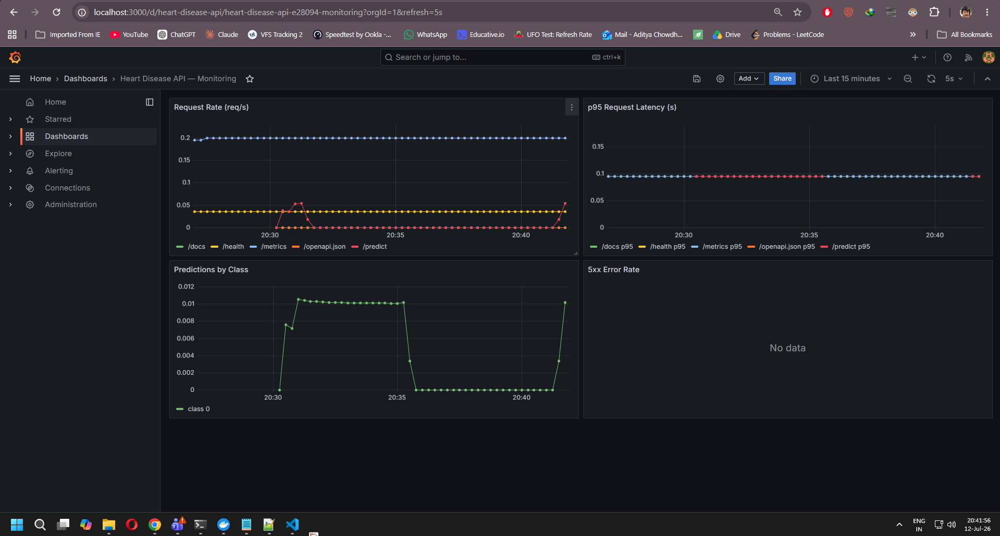 localhost:3000/d/heart-disease-api/heart-disease-api-e28094-monitoring?orgId=1&refresh=5s
Imported From IE YouTube ChatGPT Claude VFS Tracking 2 Speedtest by Ookla -... WhatsApp Educative.io UFO Test: Refresh Rate Mail - Aditya Chowdh... Drive Problems - LeetCode » All Bookmarks
Search or jump to... ctrl+k
Home › Dashboards › Heart Disease API — Monitoring Add Share Last 15 minutes 5s
Home
Starred
Dashboards
Explore
Alerting
Connections
Administration
Request Rate (req/s)
0.2
0.15
0.1
0.05
0
20:30 20:35 20:40
/docs /health /metrics /openapi.json /predict
p95 Request Latency (s)
0.15
0.1
0.05
0
20:30 20:35 20:40
/docs p95 /health p95 /metrics p95 /openapi.json p95 /predict p95
Predictions by Class
0.012
0.01
0.008
0.006
0.004
0.002
0
20:30 20:35 20:40
class 0
5xx Error Rate
No data
ENG
IN
20:41:56
12-Jul-26